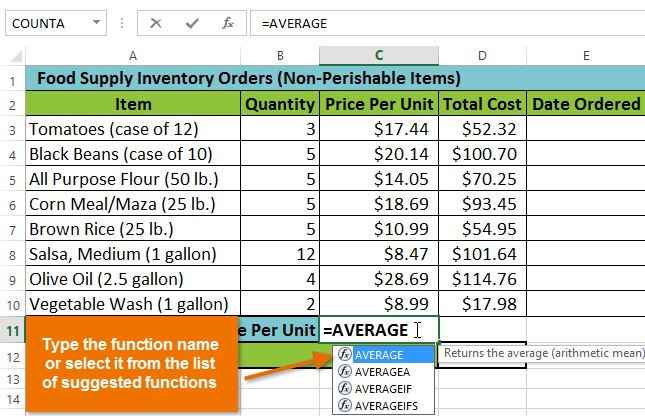 COUNTA fx =AVERAGE
A B C D E
1 Food Supply Inventory Orders (Non-Perishable Items)
2 Item Quantity Price Per Unit Total Cost Date Ordered
3 Tomatoes (case of 12) 3 $17.44 $52.32
4 Black Beans (case of 10) 5 $20.14 $100.70
5 All Purpose Flour (50 lb.) 5 $14.05 $70.25
6 Corn Meal/Maza (25 lb.) 5 $18.69 $93.45
7 Brown Rice (25 lb.) 5 $10.99 $54.95
8 Salsa, Medium (1 gallon) 12 $8.47 $101.64
9 Olive Oil (2.5 gallon) 4 $28.69 $114.76
10 Vegetable Wash (1 gallon) 2 $8.99 $17.98
11 e Per Unit =AVERAGE
12
13
14
Type the function name
or select it from the list
of suggested functions
fx AVERAGE Returns the average (arithmetic mean)
fx AVERAGEA
fx AVERAGEIF
fx AVERAGEIFS